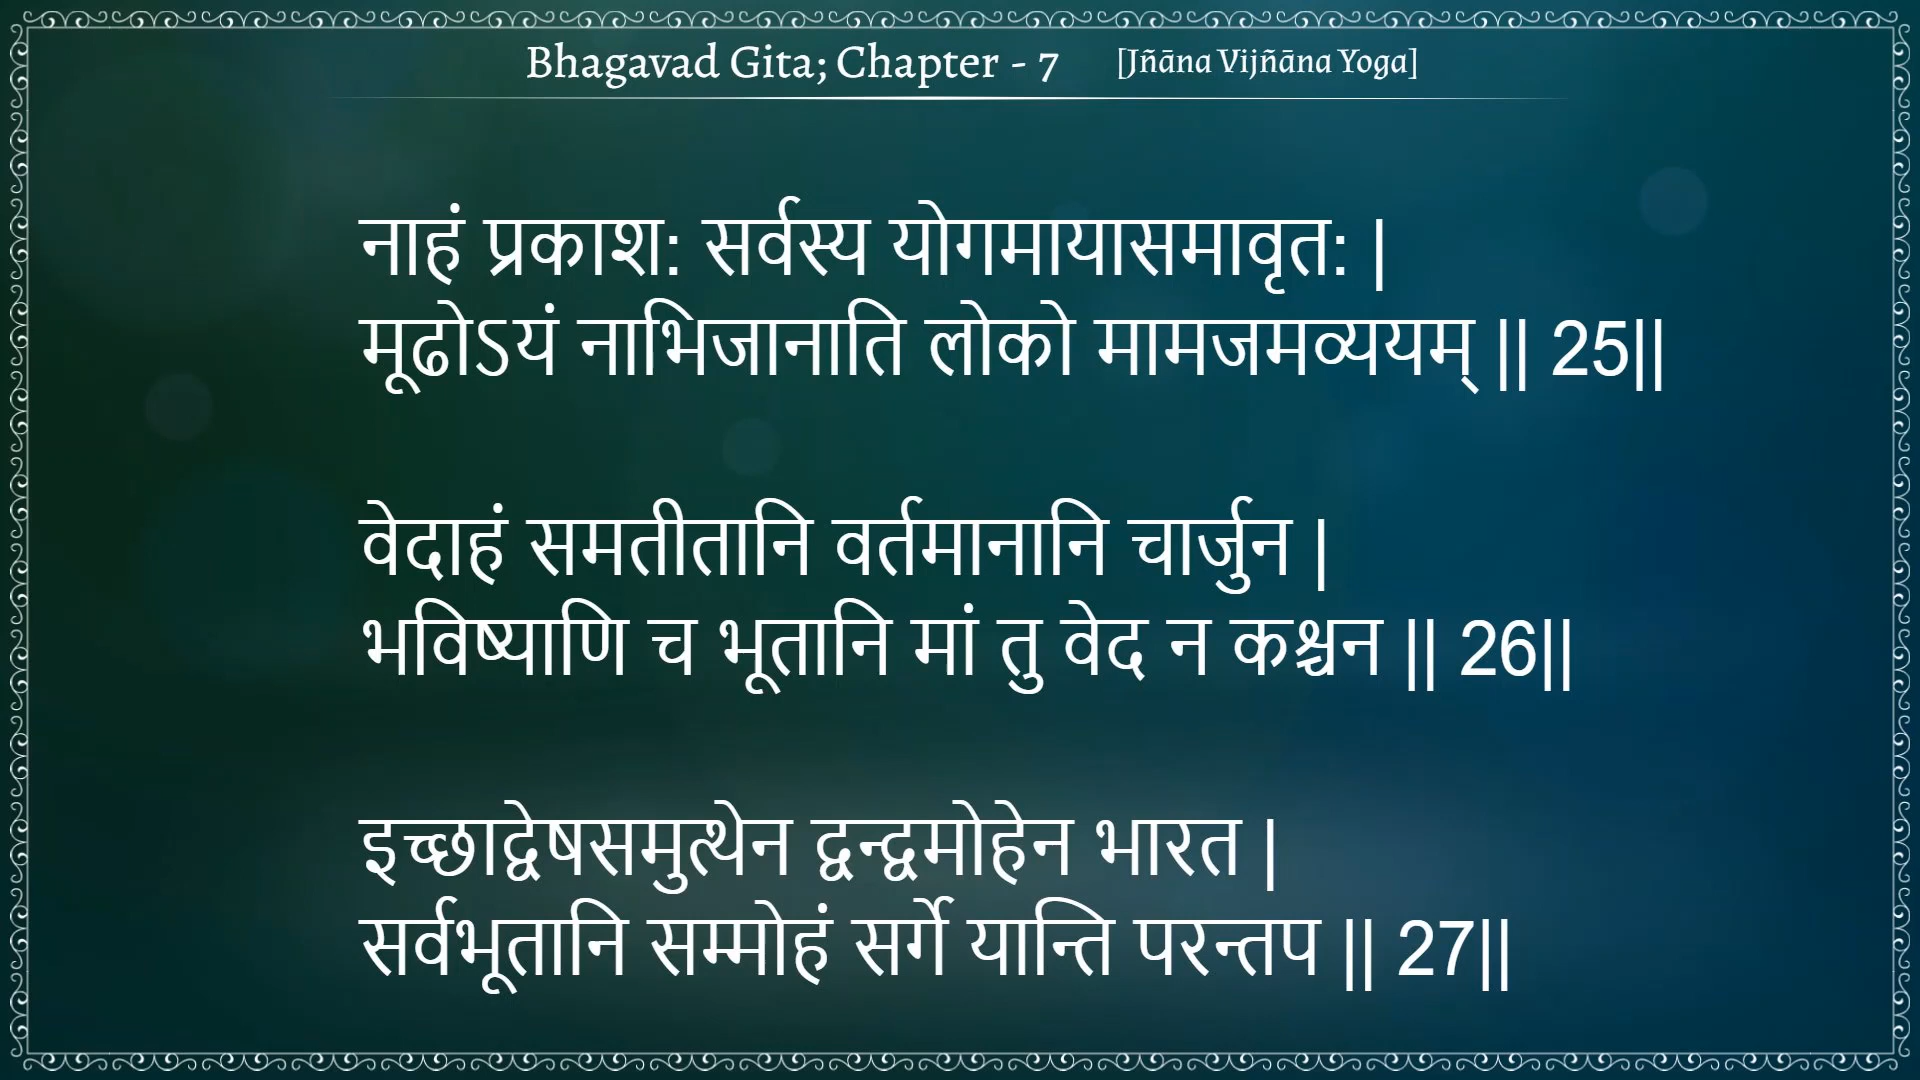 Bhagavad Gita; Chapter - 7 [Jñāna Vijñāna Yoga]
नाहं प्रकाश: सर्वस्य योगमायासमावृत: |
मूढोऽयं नाभिजानाति लोको मामजमव्ययम् || 25||
वेदाहं समतीतानि वर्तमानानि चार्जुन |
भविष्याणि च भूतानि मां तु वेद न कश्चन || 26||
इच्छाद्वेषसमुत्थेन द्वन्द्वमोहेन भारत |
सर्वभूतानि सम्मोहं सर्गे यान्ति परन्तप || 27||